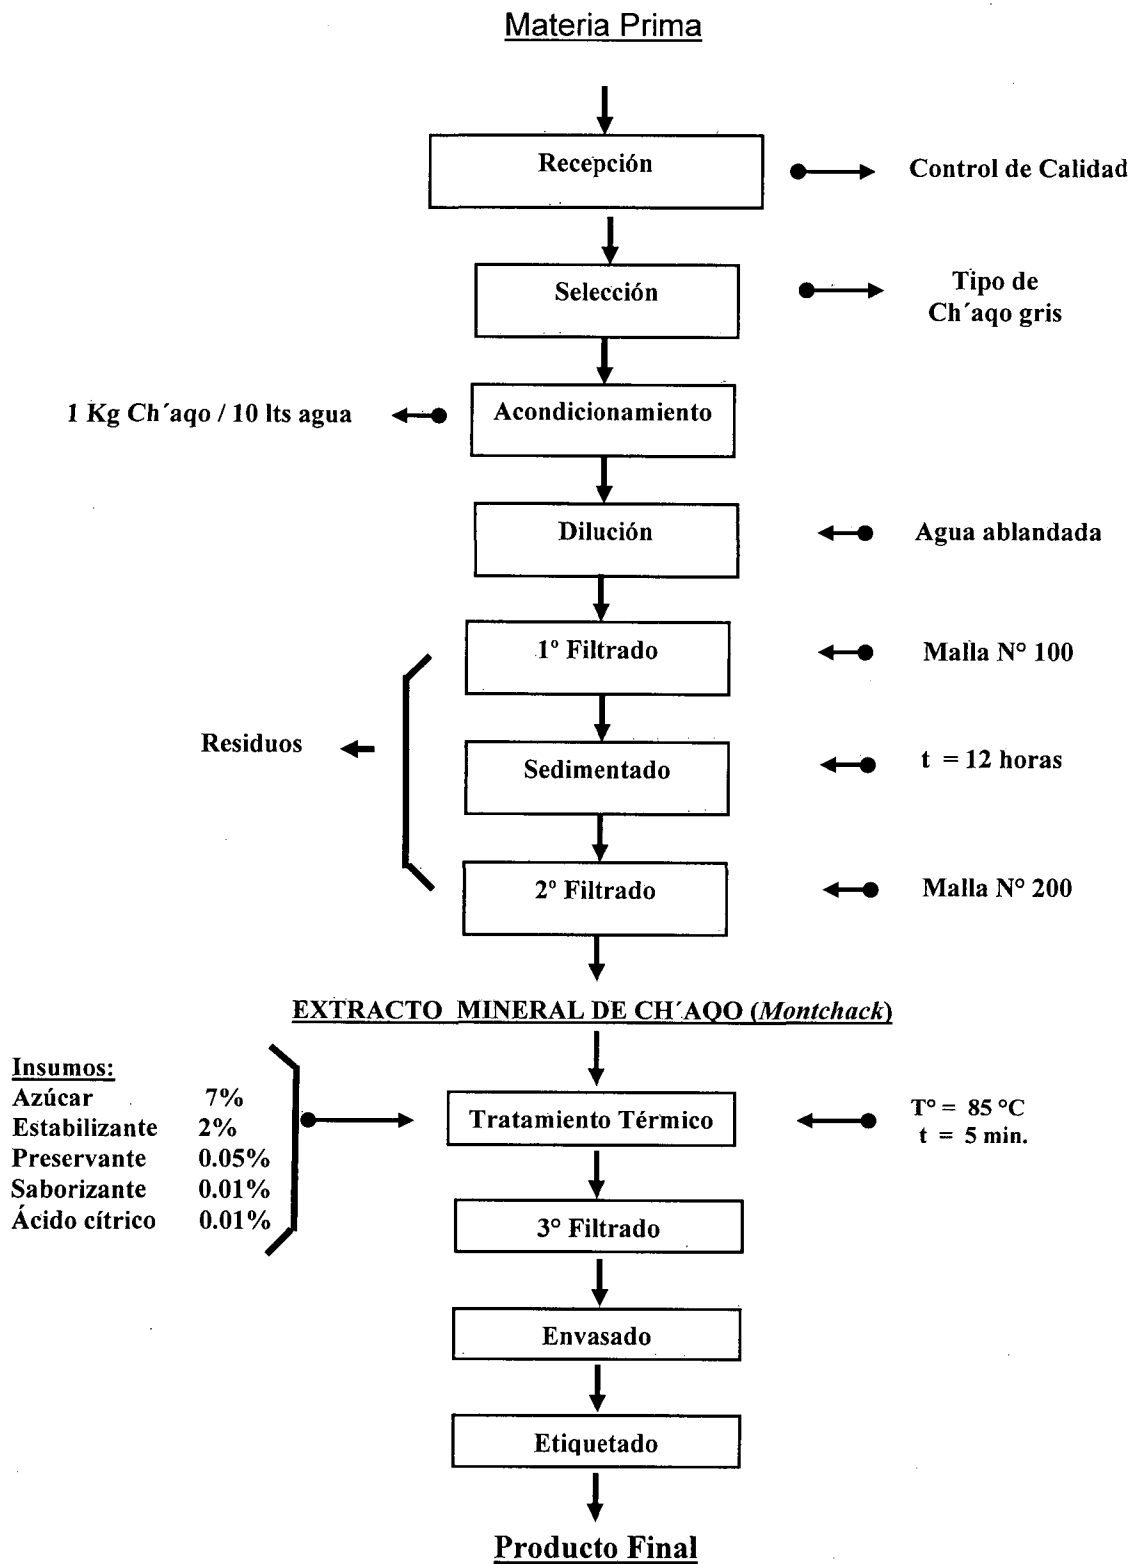 Materia Prima
Recepción
Control de Calidad
Selección
Tipo de
Ch´aqo gris
1 Kg Ch´aqo / 10 lts agua
Acondicionamiento
Dilución
Agua ablandada
1º Filtrado
Malla N° 100
Residuos
Sedimentado
t = 12 horas
2º Filtrado
Malla N° 200
EXTRACTO MINERAL DE CH´AQO (Montchack)
Insumos:
Azúcar 7%
Estabilizante 2%
Preservante 0.05%
Saborizante 0.01%
Ácido cítrico 0.01%
Tratamiento Térmico
T° = 85 °C
t = 5 min.
3° Filtrado
Envasado
Etiquetado
Producto Final